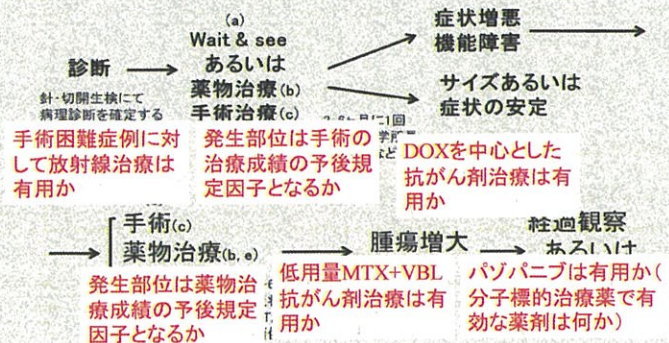 (a)
Wait & see
あるいは
薬物治療(b)
手術治療(c)
診断
針・切開生検にて
病理診断を確定する
症状増悪
機能障害
サイズあるいは
症状の安定
手術困難症例に対
して放射線治療は
有用か
発生部位は手術の
治療成績の予後規
定因子となるか
DOXを中心とした
抗がん剤治療は有
用か
手術(c)
薬物治療(b, e)
腫瘍増大
経過観察
あるいは
発生部位は薬物治
療成績の予後規定
因子となるか
低用量MTX+VBL
抗がん剤治療は有
用か
パゾパニブは有用か(
分子標的治療薬で有
効な薬剤は何か)